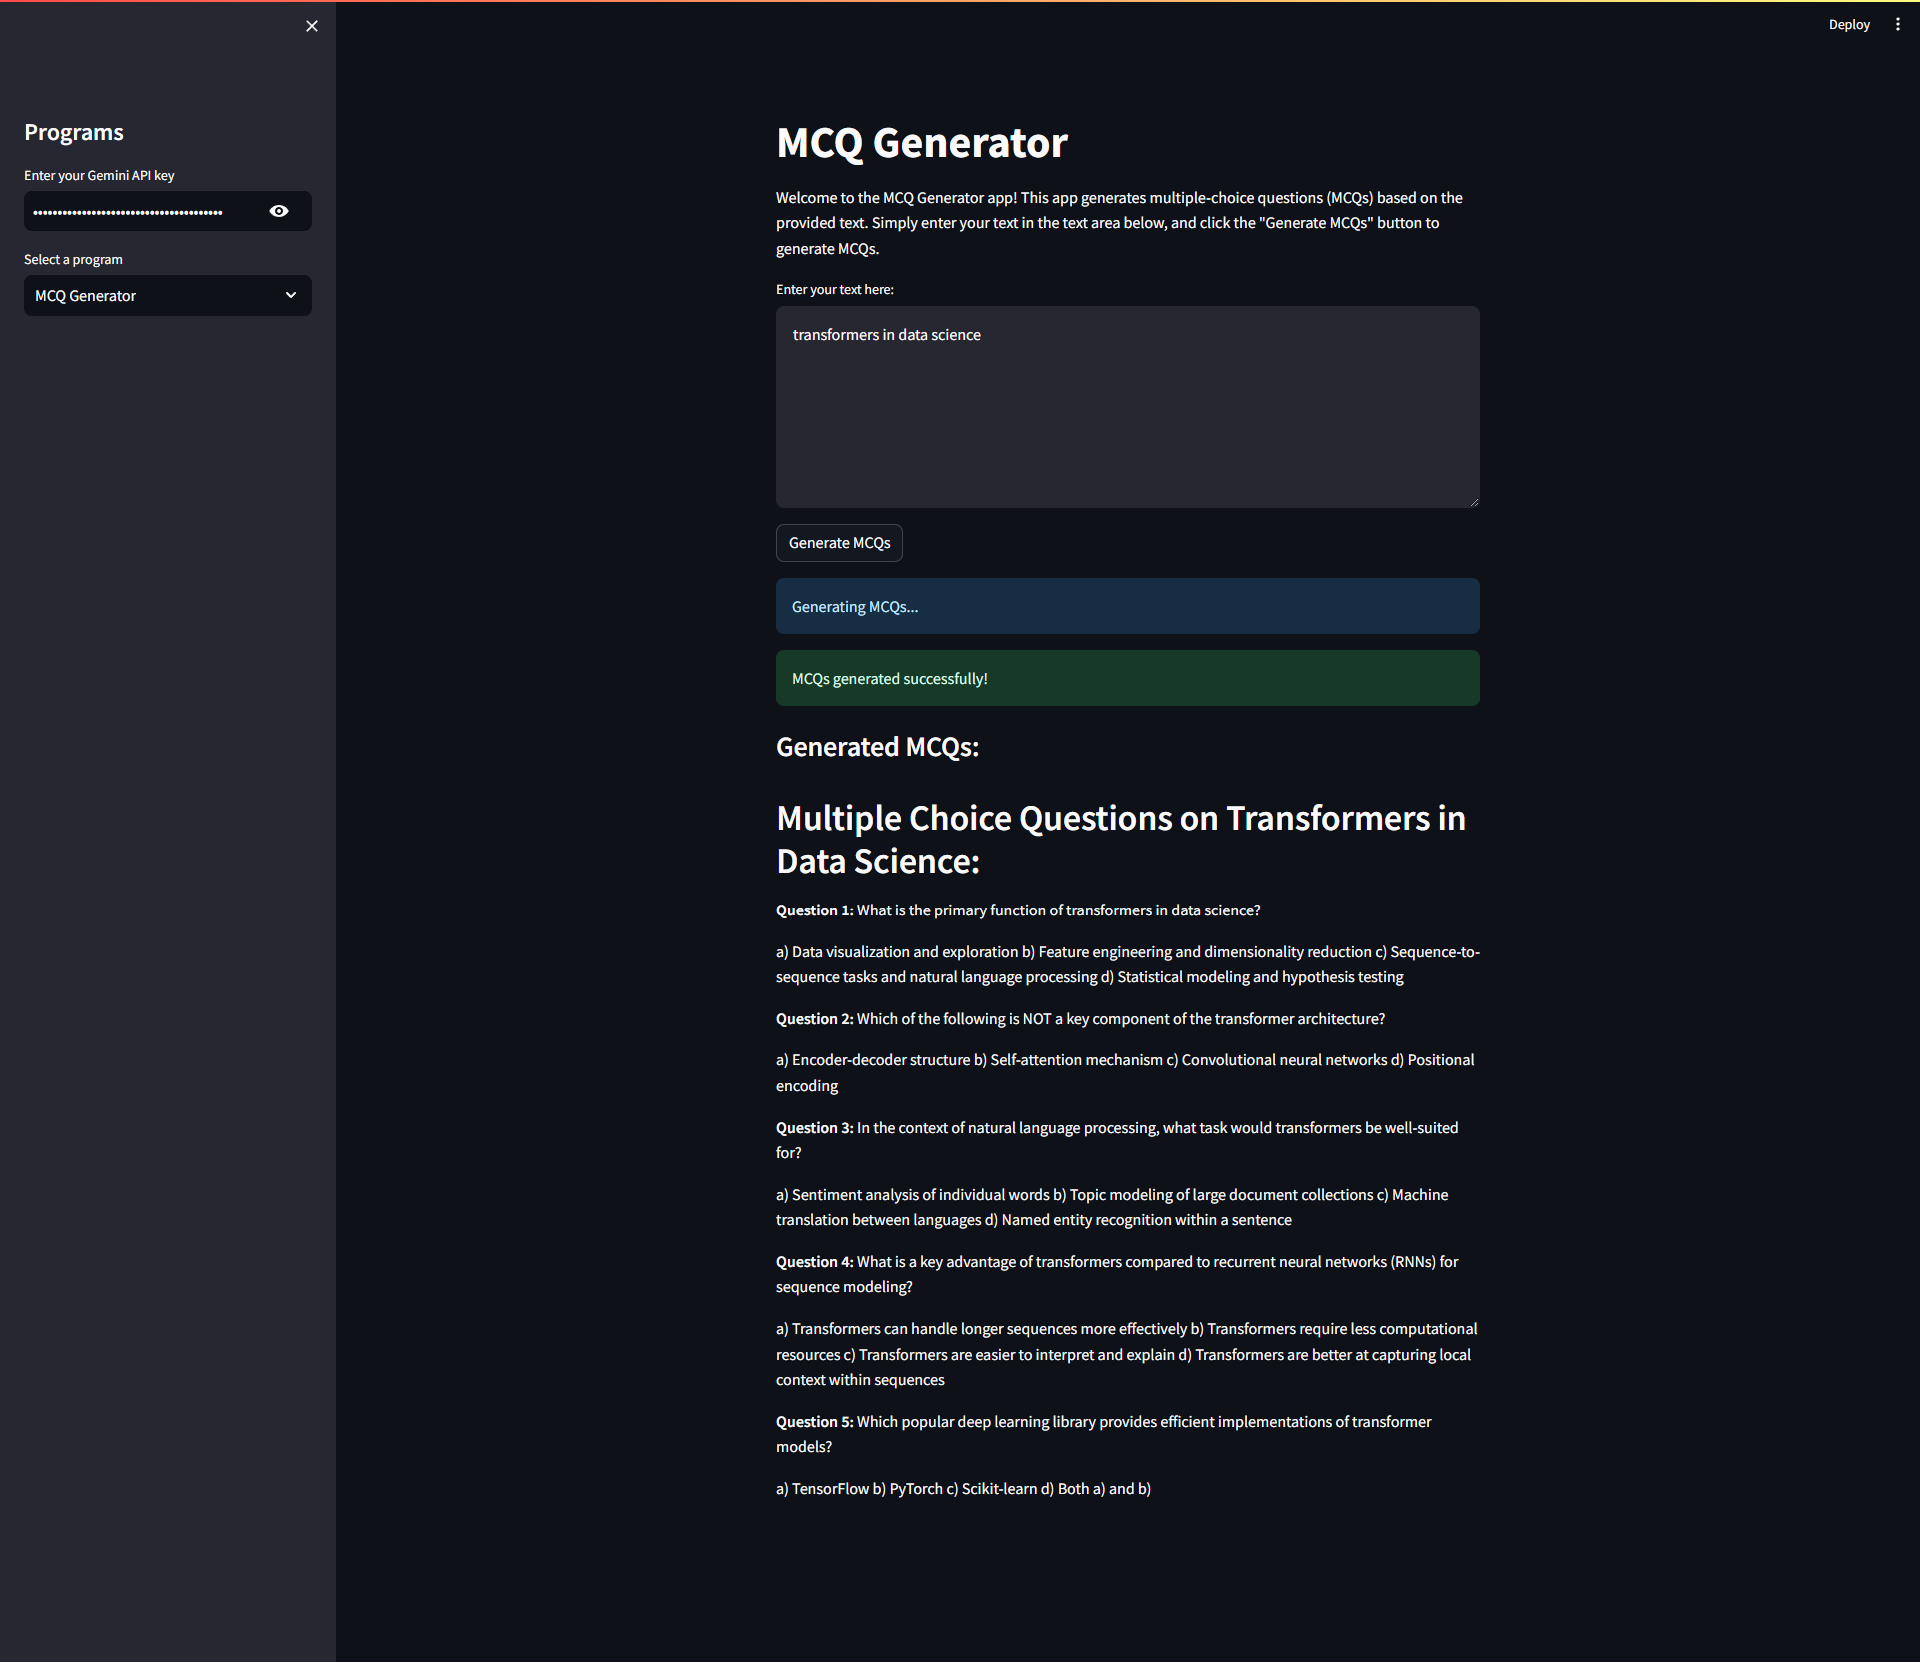 Deploy
Programs
Enter your Gemini API key
Select a program
MCQ Generator
MCQ Generator
Welcome to the MCQ Generator app! This app generates multiple-choice questions (MCQs) based on the
provided text. Simply enter your text in the text area below, and click the "Generate MCQs" button to
generate MCQs.
Enter your text here:
transformers in data science
Generate MCQs
Generating MCQs...
MCQs generated successfully!
Generated MCQs:
Multiple Choice Questions on Transformers in
Data Science:
Question 1: What is the primary function of transformers in data science?
a) Data visualization and exploration b) Feature engineering and dimensionality reduction c) Sequence-to-
sequence tasks and natural language processing d) Statistical modeling and hypothesis testing
Question 2: Which of the following is NOT a key component of the transformer architecture?
a) Encoder-decoder structure b) Self-attention mechanism c) Convolutional neural networks d) Positional
encoding
Question 3: In the context of natural language processing, what task would transformers be well-suited
for?
a) Sentiment analysis of individual words b) Topic modeling of large document collections c) Machine
translation between languages d) Named entity recognition within a sentence
Question 4: What is a key advantage of transformers compared to recurrent neural networks (RNNs) for
sequence modeling?
a) Transformers can handle longer sequences more effectively b) Transformers require less computational
resources c) Transformers are easier to interpret and explain d) Transformers are better at capturing local
context within sequences
Question 5: Which popular deep learning library provides efficient implementations of transformer
models?
a) TensorFlow b) PyTorch c) Scikit-learn d) Both a) and b)